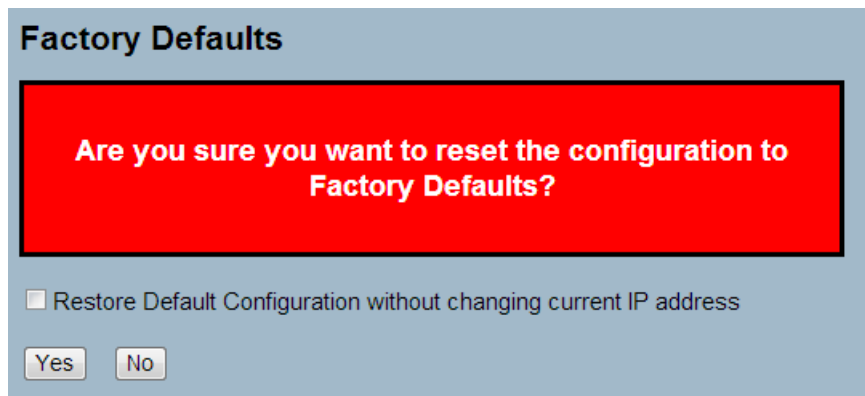 Factory Defaults
Are you sure you want to reset the configuration to
Factory Defaults?
Restore Default Configuration without changing current IP address
Yes No